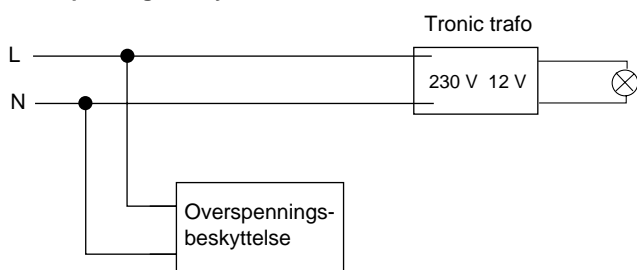 Tronic trafo
L
230 V 12 V
N
Overspennings-
beskyttelse